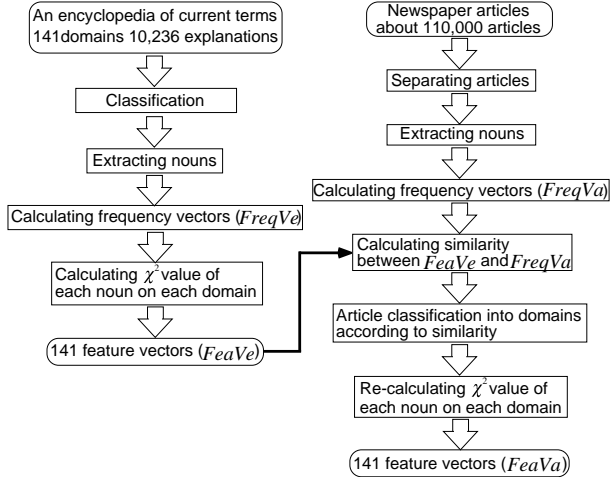 An encyclopedia of current terms
141domains 10,236 explanations
Classification
Extracting nouns
Calculating frequency vectors (FreqVe)
Calculating χ² value of
each noun on each domain
141 feature vectors (FeaVe)
Newspaper articles
about 110,000 articles
Separating articles
Extracting nouns
Calculating frequency vectors (FreqVa)
Calculating similarity
between FeaVe and FreqVa
Article classification into domains
according to similarity
Re-calculating χ² value of
each noun on each domain
141 feature vectors (FeaVa)